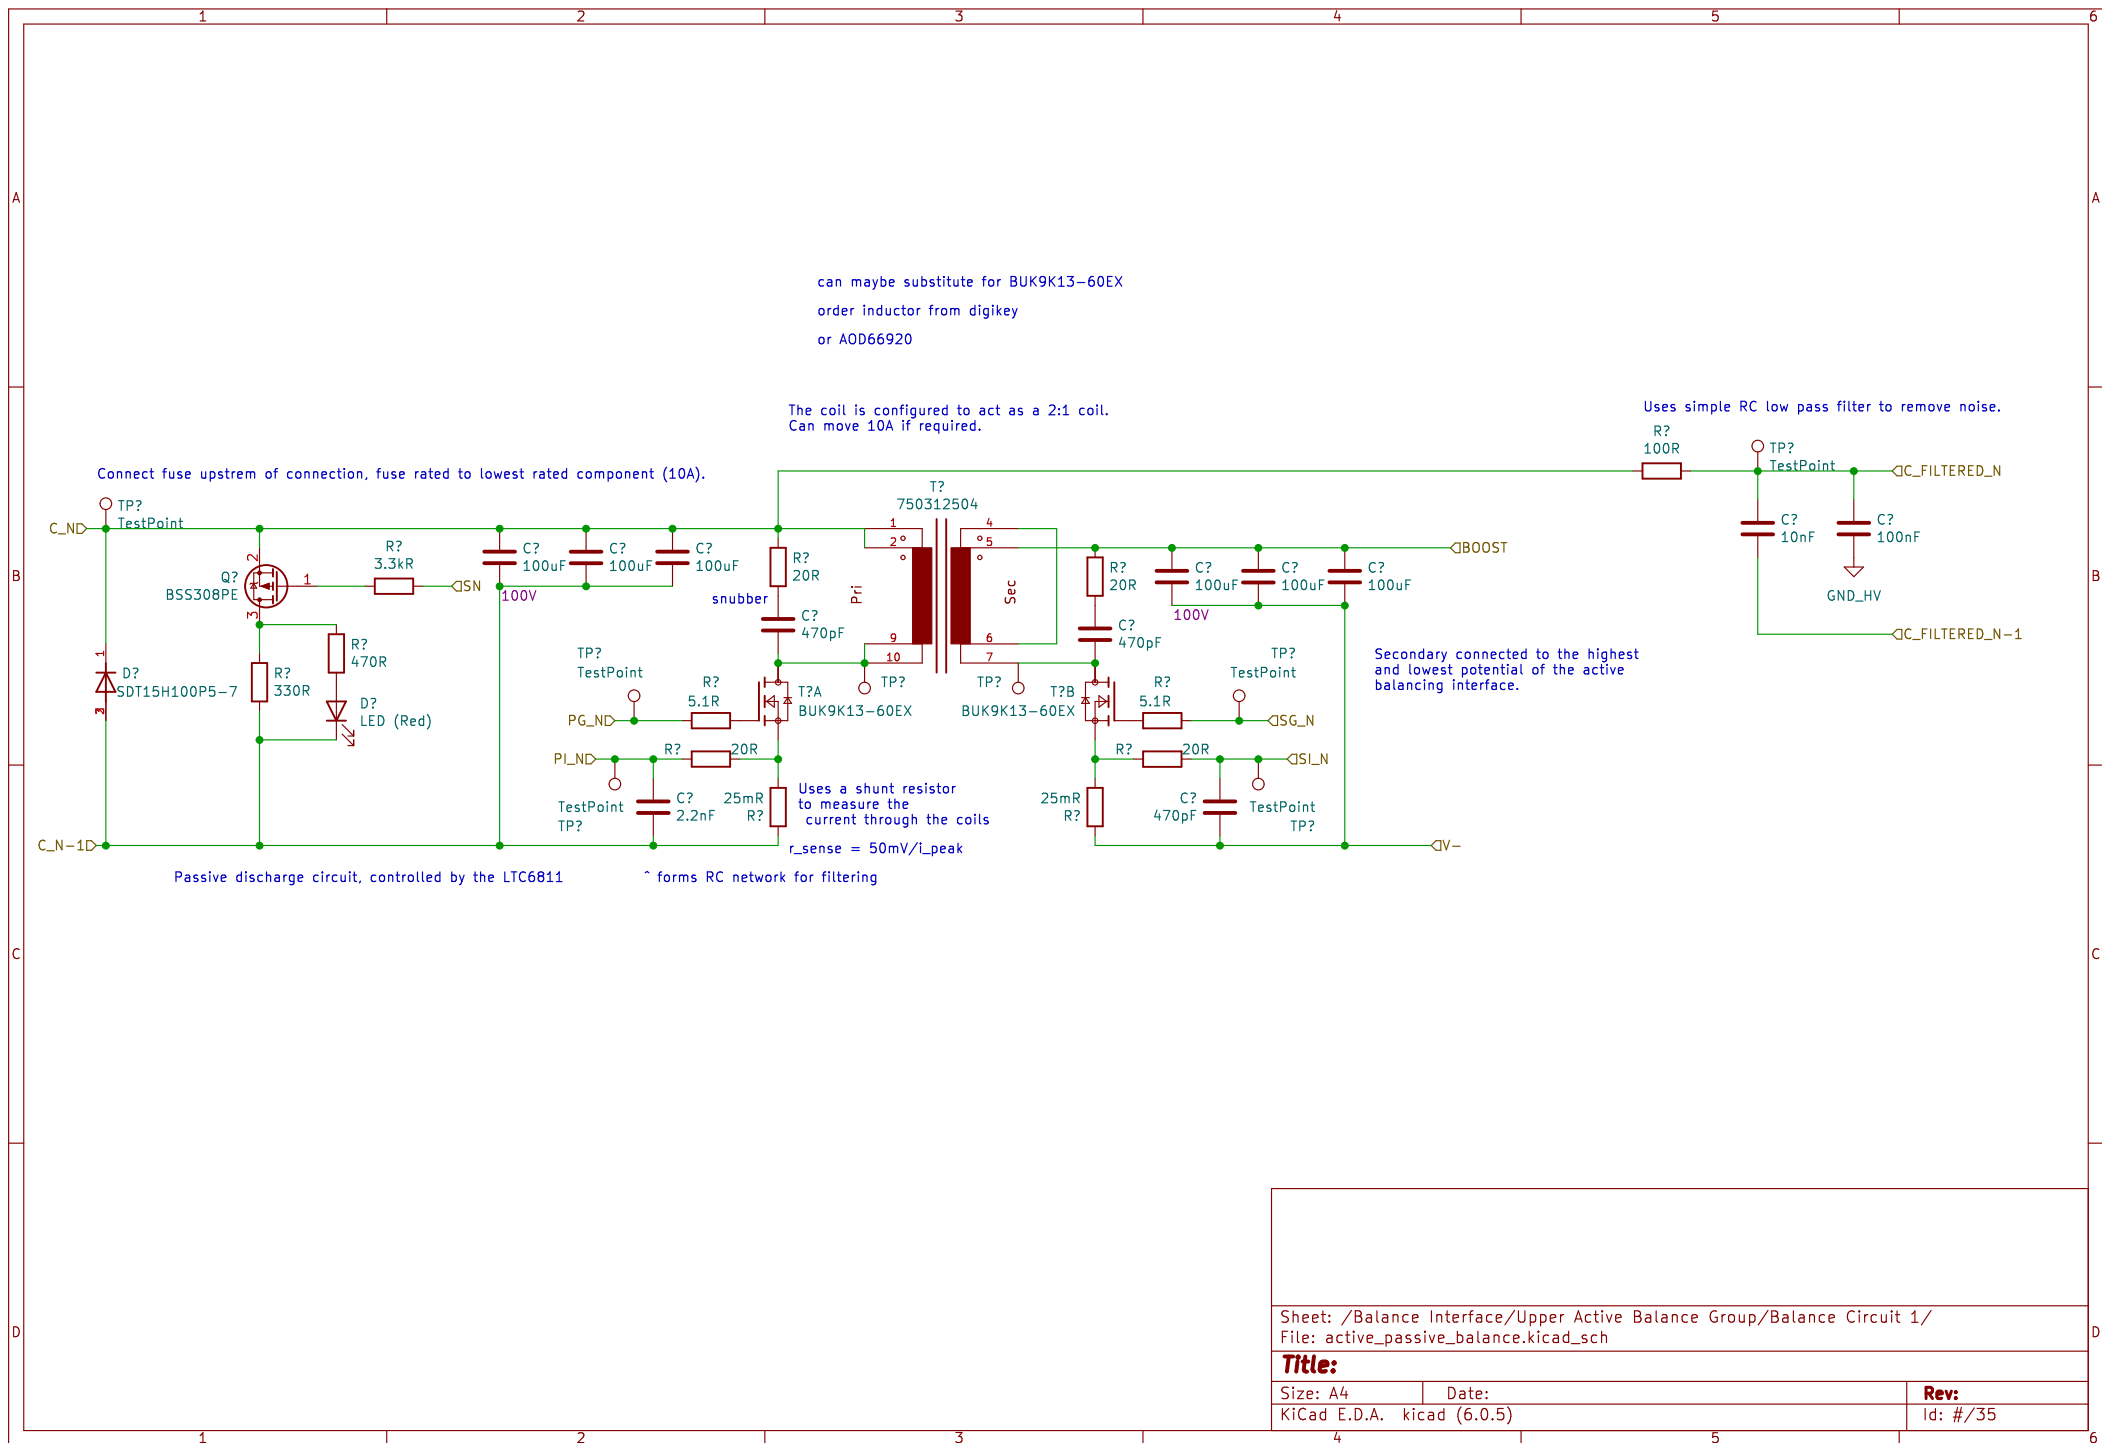 1 2 3 4 5 6
A A
can maybe substitute for BUK9K13-60EX
order inductor from digikey
or AOD66920
The coil is configured to act as a 2:1 coil.
Can move 10A if required.
Uses simple RC low pass filter to remove noise.
R?
100R
TP?
TestPoint
C_FILTERED_N
C?
10nF
C?
100nF
GND_HV
C_FILTERED_N-1
Connect fuse upstrem of connection, fuse rated to lowest rated component (10A).
TP?
TestPoint
C_N
T?
750312504
1
2
9
10
4
5
6
7
Pri
Sec
B B
Q?
BSS308PE
2
1
3
R?
3.3kR
SN
C?
100uF
C?
100uF
C?
100uF
100V
R?
20R
snubber
C?
470pF
R?
20R
C?
470pF
C?
100uF
C?
100uF
C?
100uF
100V
BOOST
Secondary connected to the highest
and lowest potential of the active
balancing interface.
1
D?
SDT15H100P5-7
R?
330R
R?
470R
D?
LED (Red)
TP?
TestPoint
PG_N
R?
5.1R
T?A
BUK9K13-60EX
TP?
TP?
T?B
BUK9K13-60EX
R?
5.1R
TP?
TestPoint
SG_N
PI_N
R?
20R
TestPoint
TP?
C?
2.2nF
25mR
R?
Uses a shunt resistor
to measure the
current through the coils
r_sense = 50mV/i_peak
R?
20R
SI_N
25mR
R?
C?
470pF
TestPoint
TP?
V-
C_N-1
Passive discharge circuit, controlled by the LTC6811
^ forms RC network for filtering
C C
D D
Sheet: /Balance Interface/Upper Active Balance Group/Balance Circuit 1/
File: active_passive_balance.kicad_sch
Title:
Size: A4 Date: Rev:
KiCad E.D.A. kicad (6.0.5) Id: #/35
1 2 3 4 5 6